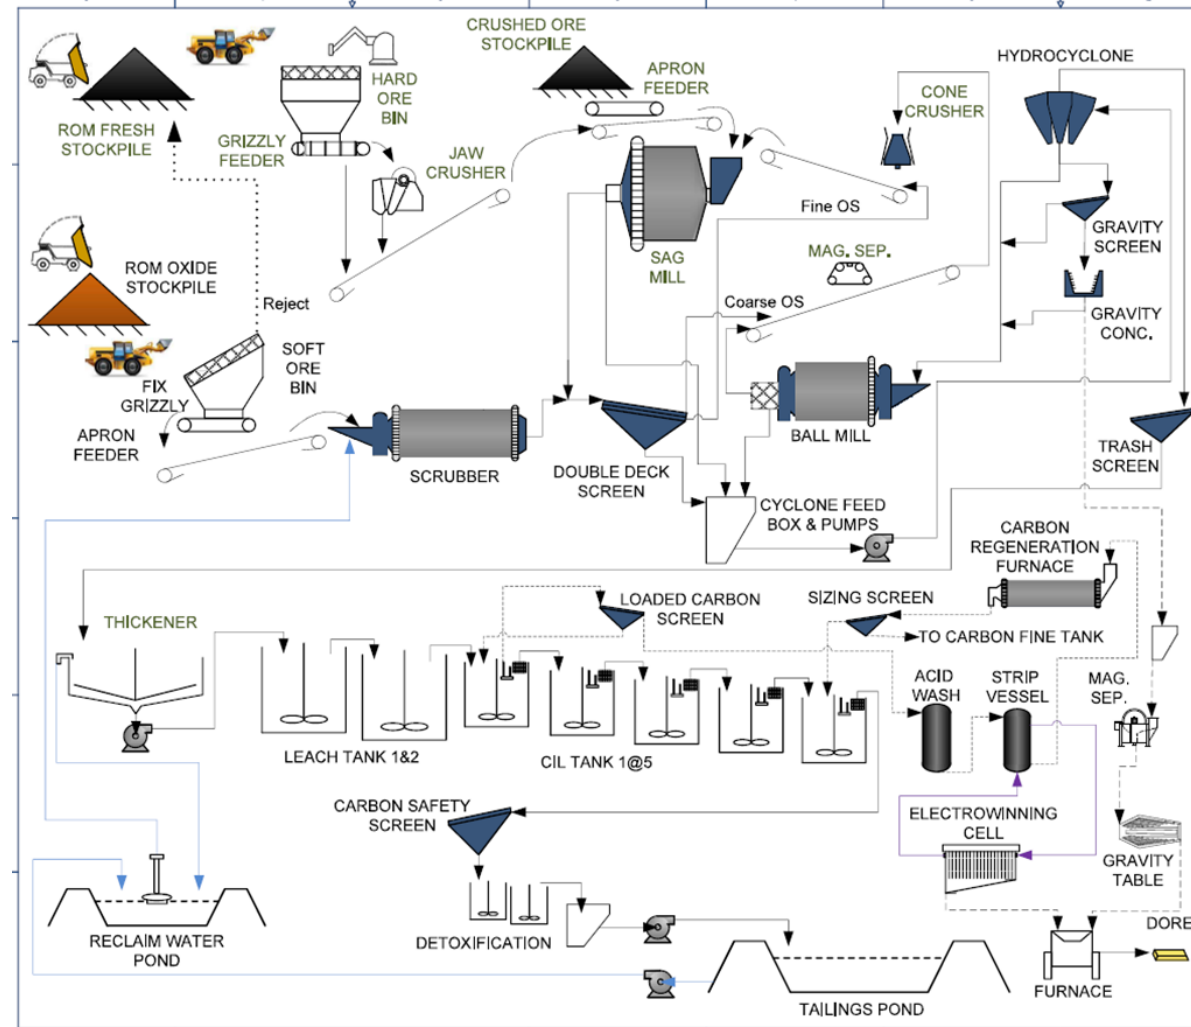 CRUSHED ORE
STOCKPILE
HYDROCYCLONE
HARD
ORE
BIN
APRON
FEEDER
CONE
CRUSHER
ROM FRESH
STOCKPILE
GRIZZLY
FEEDER
JAW
CRUSHER
Fine OS
GRAVITY
SCREEN
SAG
MILL
MAG. SEP.
ROM OXIDE
STOCKPILE
Reject
Coarse OS
GRAVITY
CONC.
SOFT
ORE
BIN
FIX
GRIZZLY
APRON
FEEDER
SCRUBBER
DOUBLE DECK
SCREEN
BALL MILL
TRASH
SCREEN
CYCLONE FEED
BOX & PUMPS
CARBON
REGENERATION
FURNACE
THICKENER
LOADED CARBON
SCREEN
SIZING SCREEN
TO CARBON FINE TANK
ACID
WASH
STRIP
VESSEL
MAG.
SEP.
LEACH TANK 1&2
CIL TANK 1@5
CARBON SAFETY
SCREEN
ELECTROWINNING
CELL
GRAVITY
TABLE
RECLAIM WATER
POND
DETOXIFICATION
TAILINGS POND
FURNACE
DORE